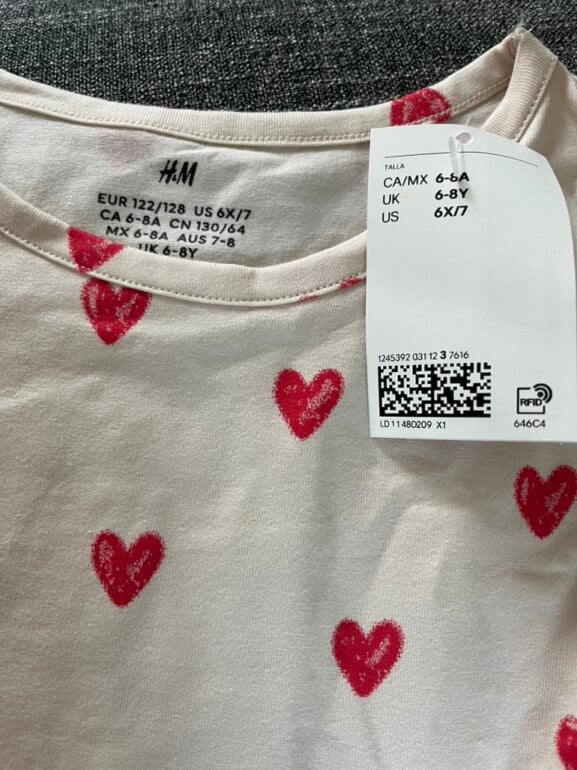 H&M
EUR 122/128 US 6X/7
CA 6-8A CN 130/64
MX 6-8A AUS 7-8
UK 6-8Y
TALLA
CA/MX 6-8A
UK 6-8Y
US 6X/7
1245392 031 12 3 7616
LD 11480209 X1
RFID
646C4